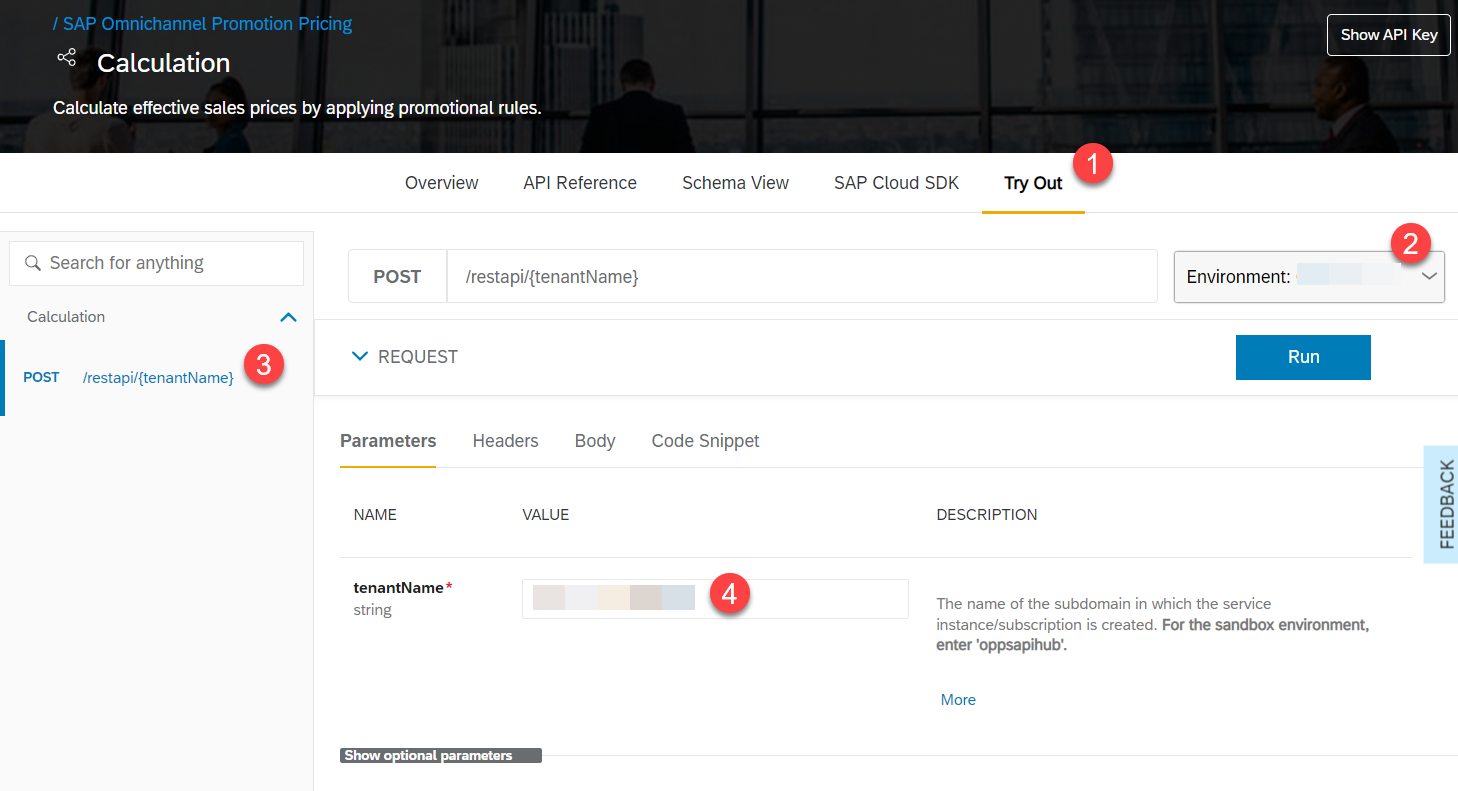 / SAP Omnichannel Promotion Pricing
Show API Key
Calculation
Calculate effective sales prices by applying promotional rules.
Overview API Reference Schema View SAP Cloud SDK Try Out 1
2
Search for anything
POST /restapi/{tenantName} Environment:
Calculation
REQUEST Run
3
POST /restapi/{tenantName}
Parameters Headers Body Code Snippet
FEEDBACK
NAME VALUE DESCRIPTION
tenantName* 4
string
The name of the subdomain in which the service
instance/subscription is created. For the sandbox environment,
enter 'oppsapihub'.
More
Show optional parameters